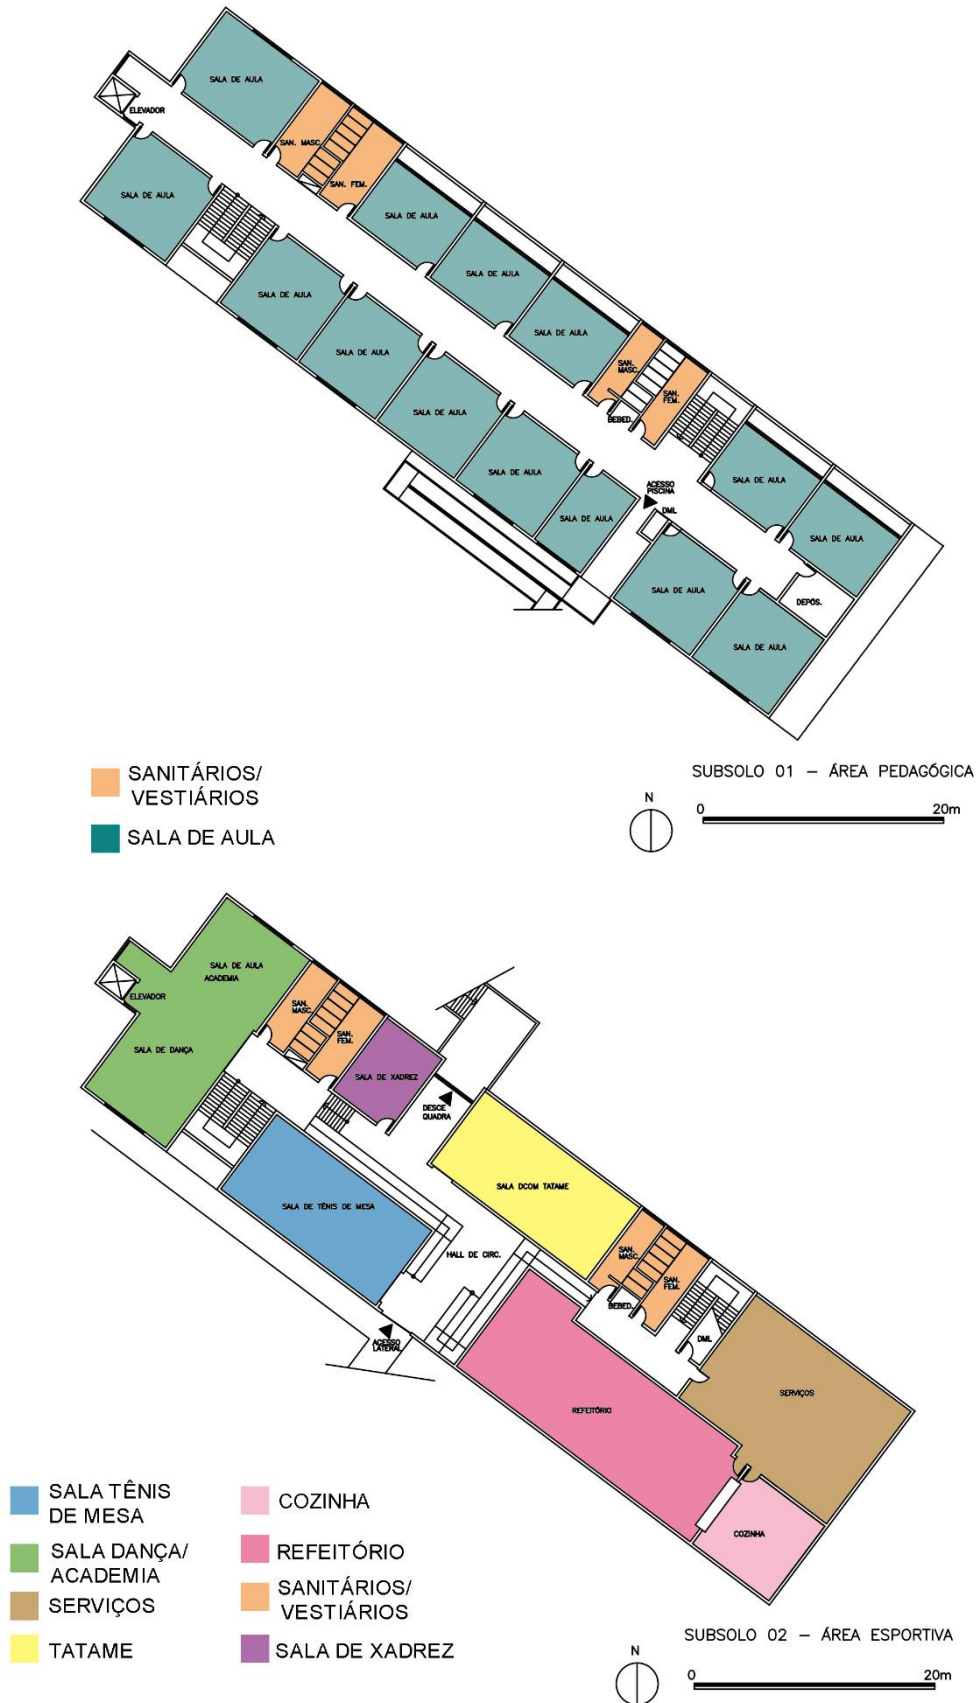 SALA DE AULA
ELEVADOR
SAN. MASC.
SAN. FEM.
SALA DE AULA
SALA DE AULA
SALA DE AULA
SALA DE AULA
SALA DE AULA
SALA DE AULA
SALA DE AULA
SAN.
MASC.
SAN.
FEM.
BEBED.
SALA DE AULA
SALA DE AULA
SALA DE AULA
ACESSO
PISCINA
DML
SALA DE AULA
SALA DE AULA
SALA DE AULA
DEPÓS.
SALA DE AULA
SANITÁRIOS/
VESTIÁRIOS
SALA DE AULA
SUBSOLO 01 – ÁREA PEDAGÓGICA
N
0 20m
SALA DE AULA
ACADEMIA
ELEVADOR
SAN.
MASC.
SAN.
FEM.
SALA DE DANÇA
SALA DE XADREZ
DESCE
QUADRA
SALA DCOM TATAME
SALA DE TÊNIS DE MESA
HALL DE CIRC.
SAN.
MASC.
SAN.
FEM.
BEBED.
DML
ACESSO
LATERAL
SERVIÇOS
REFEITÓRIO
COZINHA
SALA TÊNIS
DE MESA
SALA DANÇA/
ACADEMIA
SERVIÇOS
TATAME
COZINHA
REFEITÓRIO
SANITÁRIOS/
VESTIÁRIOS
SALA DE XADREZ
SUBSOLO 02 – ÁREA ESPORTIVA
N
0 20m